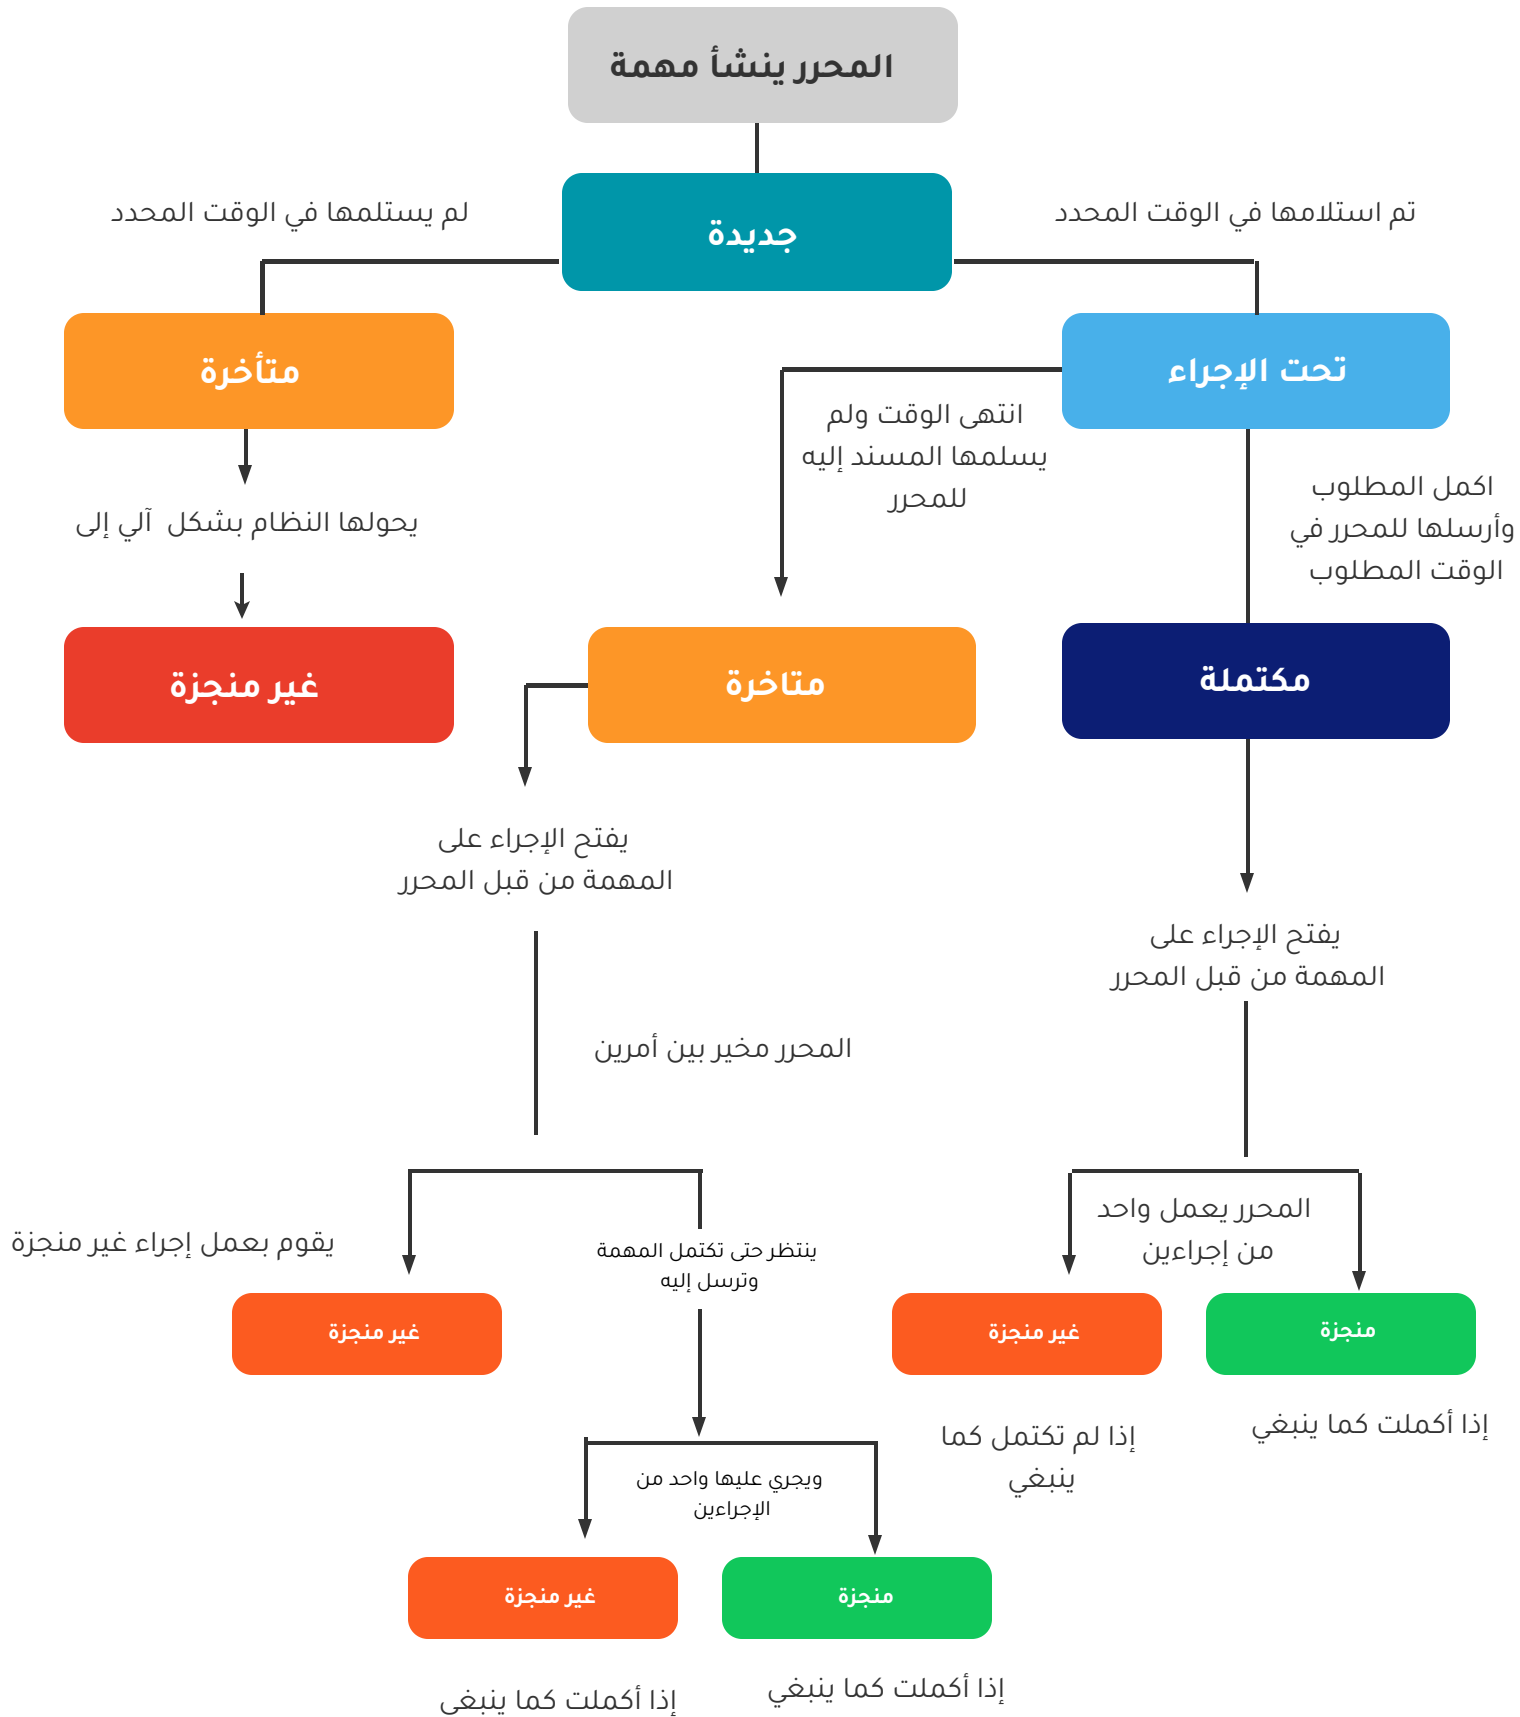 المحرر ينشأ مهمة
جديدة
تم استلامها في الوقت المحدد
لم يستلمها في الوقت المحدد
تحت الإجراء
متأخرة
انتهى الوقت ولم
يسلمها المسند إليه
للمحرر
اكمل المطلوب
وأرسلها للمحرر في
الوقت المطلوب
يحولها النظام بشكل آلي إلى
مكتملة
متاخرة
غير منجزة
يفتح الإجراء على
المهمة من قبل المحرر
يفتح الإجراء على
المهمة من قبل المحرر
المحرر مخير بين أمرين
المحرر يعمل واحد
من إجراءين
ينتظر حتى تكتمل المهمة
وترسل إليه
يقوم بعمل إجراء غير منجزة
منجزة
غير منجزة
غير منجزة
إذا أكملت كما ينبغي
إذا لم تكتمل كما
ينبغي
ويجري عليها واحد من
الإجراءين
منجزة
غير منجزة
إذا أكملت كما ينبغي
إذا أكملت كما ينبغي